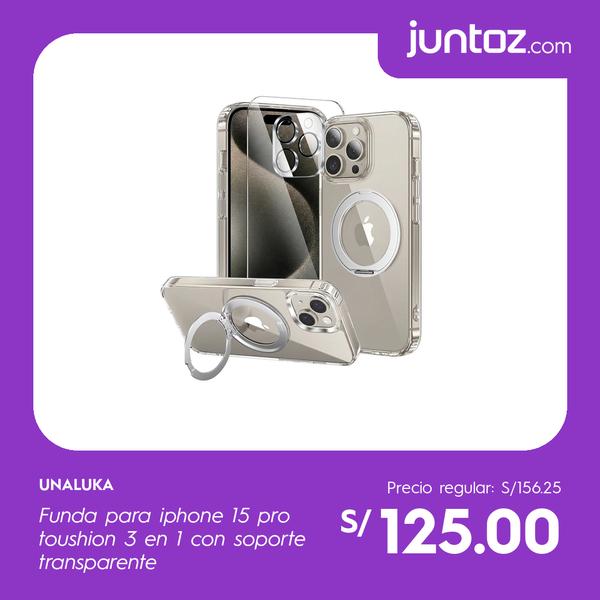 juntoz.com
UNALUKA
Funda para iphone 15 pro
toushion 3 en 1 con soporte
transparente
Precio regular: S/156.25
S/125.00